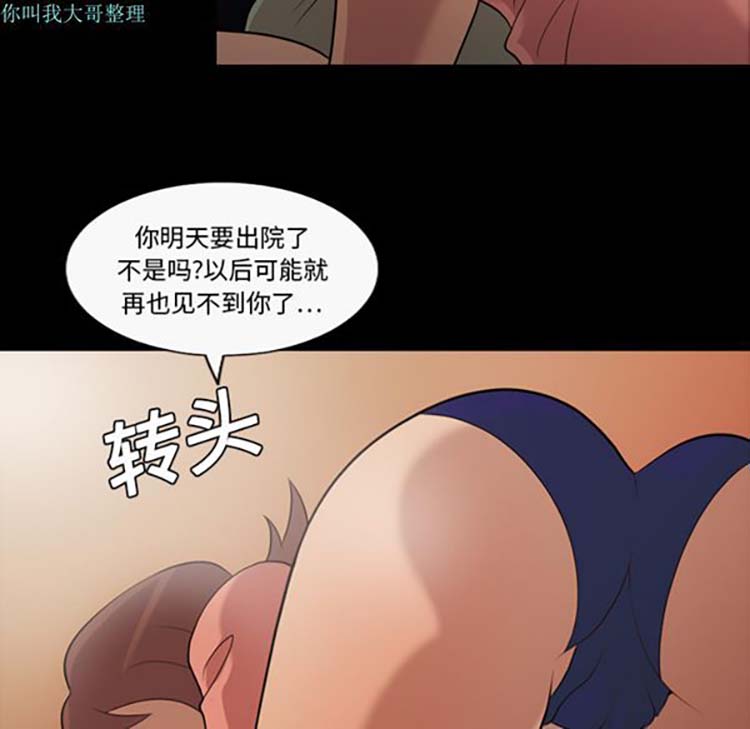 你叫我大哥整理
你明天要出院了
不是吗?以后可能就
再也见不到你了...
转头